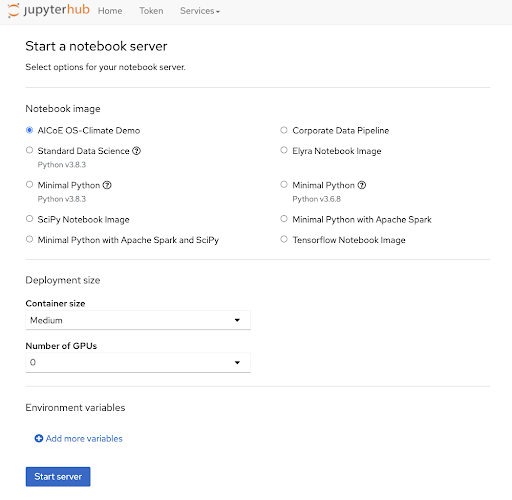 jupyterhub Home Token Services
Start a notebook server
Select options for your notebook server.
Notebook image
AICoE OS-Climate Demo
Corporate Data Pipeline
Standard Data Science
Python v3.8.3
Elyra Notebook Image
Minimal Python
Python v3.8.3
Minimal Python
Python v3.6.8
SciPy Notebook Image
Minimal Python with Apache Spark
Minimal Python with Apache Spark and SciPy
Tensorflow Notebook Image
Deployment size
Container size
Medium
Number of GPUs
0
Environment variables
Add more variables
Start server